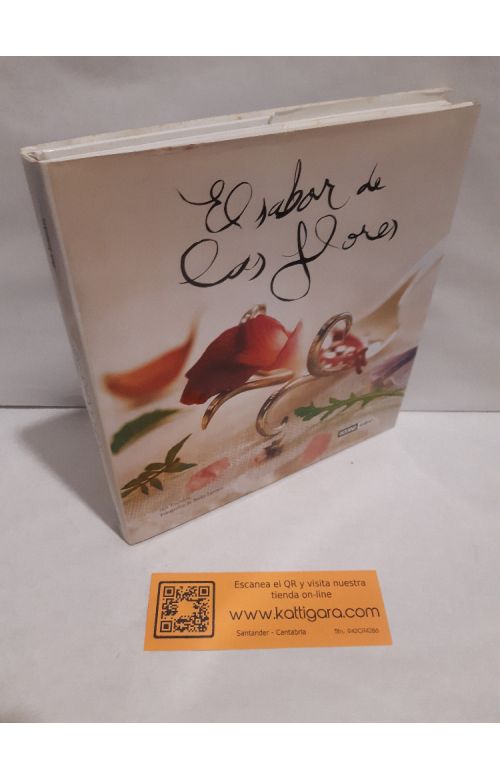 El sabor de
las flores
Escanea el QR y visita nuestra
tienda on-line
www.kattigara.com
Santander - Cantabria